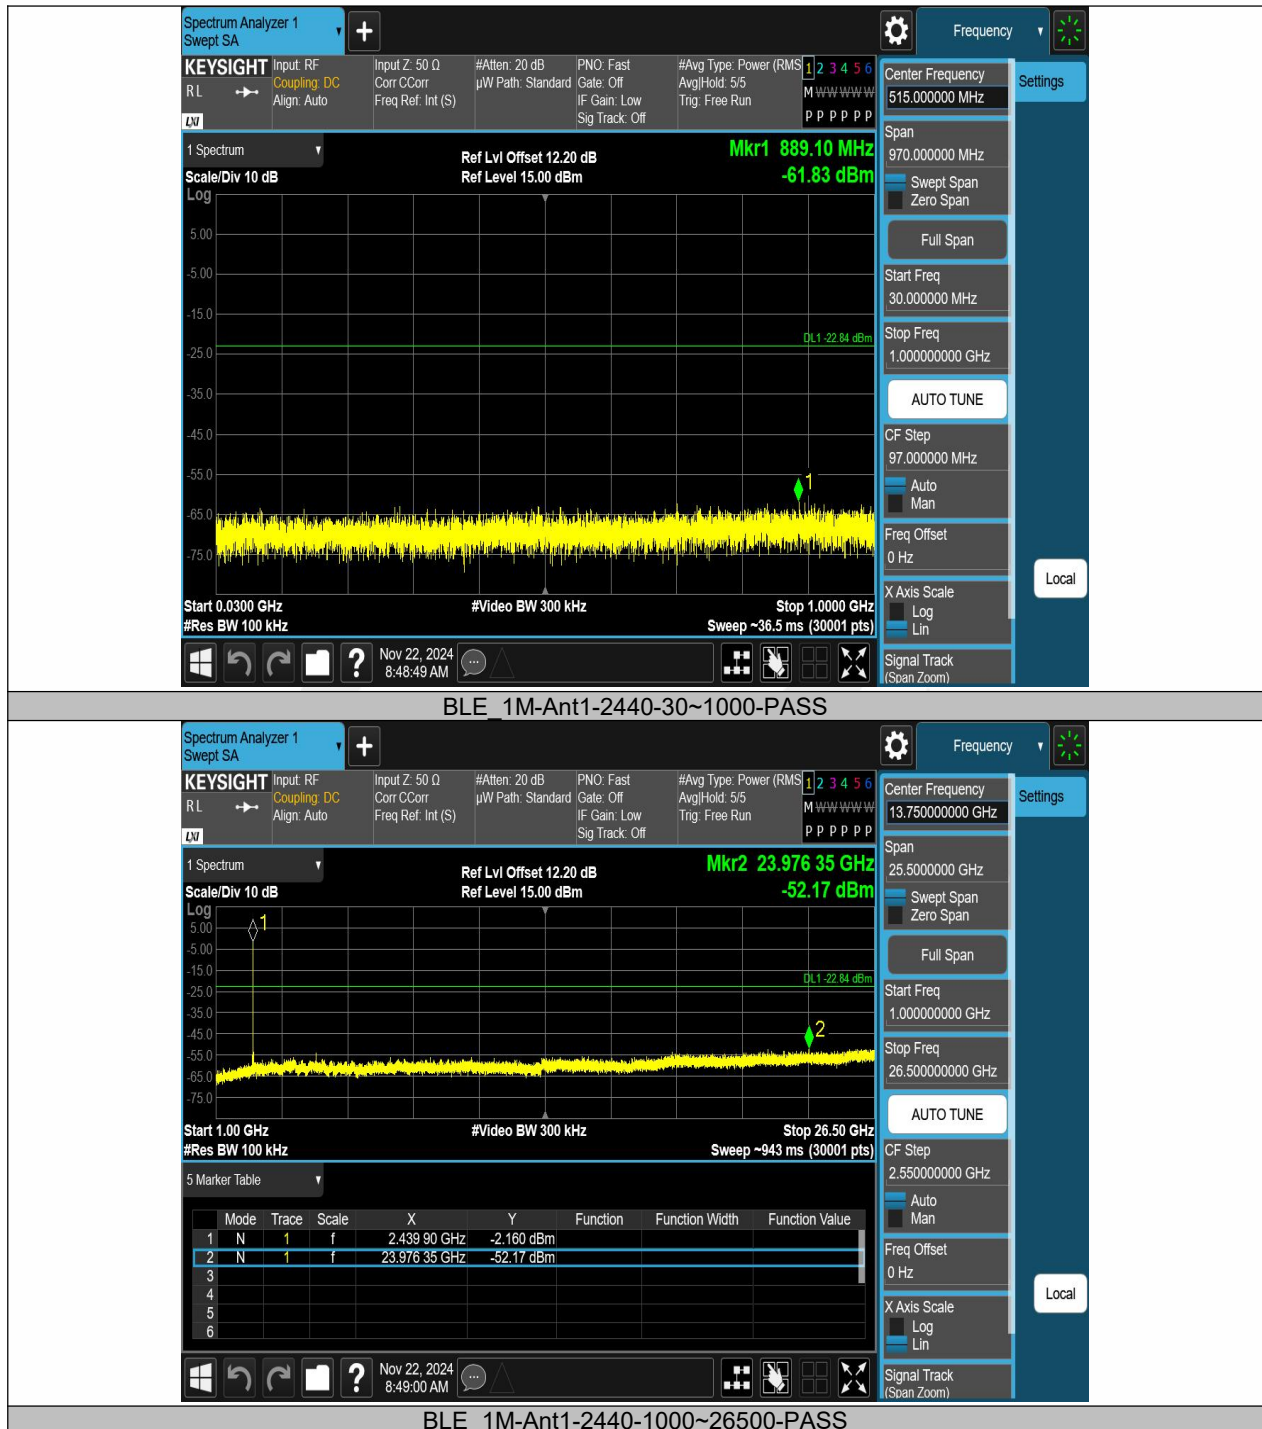 Spectrum Analyzer 1
Swept SA
+
Frequency
KEYSIGHT
RL
LXI
Input: RF
Coupling: DC
Align: Auto
Input Z: 50 Ω
Corr CCorr
Freq Ref: Int (S)
#Atten: 20 dB
µW Path: Standard
PNO: Fast
Gate: Off
IF Gain: Low
Sig Track: Off
#Avg Type: Power (RMS
Avg|Hold: 5/5
Trig: Free Run
1 2 3 4 5 6
M W W W W W
P P P P P P
1 Spectrum
Scale/Div 10 dB
Ref Lvl Offset 12.20 dB
Ref Level 15.00 dBm
Mkr1 889.10 MHz
-61.83 dBm
Log
5.00
-5.00
-15.0
DL1 -22.84 dBm
-25.0
-35.0
-45.0
-55.0
1
-65.0
-75.0
Start 0.0300 GHz
#Res BW 100 kHz
#Video BW 300 kHz
Stop 1.0000 GHz
Sweep ~36.5 ms (30001 pts)
Nov 22, 2024
8:48:49 AM
Center Frequency
515.000000 MHz
Settings
Span
970.000000 MHz
Swept Span
Zero Span
Full Span
Start Freq
30.000000 MHz
Stop Freq
1.000000000 GHz
AUTO TUNE
CF Step
97.000000 MHz
Auto
Man
Freq Offset
0 Hz
Local
X Axis Scale
Log
Lin
Signal Track
(Span Zoom)
BLE_1M-Ant1-2440-30~1000-PASS
Spectrum Analyzer 1
Swept SA
+
Frequency
KEYSIGHT
RL
LXI
Input: RF
Coupling: DC
Align: Auto
Input Z: 50 Ω
Corr CCorr
Freq Ref: Int (S)
#Atten: 20 dB
µW Path: Standard
PNO: Fast
Gate: Off
IF Gain: Low
Sig Track: Off
#Avg Type: Power (RMS
Avg|Hold: 5/5
Trig: Free Run
1 2 3 4 5 6
M W W W W W
P P P P P P
1 Spectrum
Scale/Div 10 dB
Ref Lvl Offset 12.20 dB
Ref Level 15.00 dBm
Mkr2 23.976 35 GHz
-52.17 dBm
Log
1
5.00
-5.00
-15.0
DL1 -22.84 dBm
-25.0
-35.0
2
-45.0
-55.0
-65.0
-75.0
Start 1.00 GHz
#Res BW 100 kHz
#Video BW 300 kHz
Stop 26.50 GHz
Sweep ~943 ms (30001 pts)
5 Marker Table
Mode Trace Scale X Y Function Function Width Function Value
1 N 1 f 2.439 90 GHz -2.160 dBm
2 N 1 f 23.976 35 GHz -52.17 dBm
3
4
5
6
Nov 22, 2024
8:49:00 AM
Center Frequency
13.750000000 GHz
Settings
Span
25.5000000 GHz
Swept Span
Zero Span
Full Span
Start Freq
1.000000000 GHz
Stop Freq
26.500000000 GHz
AUTO TUNE
CF Step
2.550000000 GHz
Auto
Man
Freq Offset
0 Hz
Local
X Axis Scale
Log
Lin
Signal Track
(Span Zoom)
BLE_1M-Ant1-2440-1000~26500-PASS